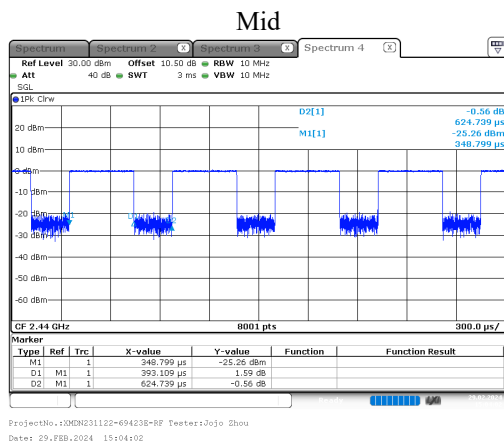 Mid
Spectrum Spectrum 2 X Spectrum 3 X Spectrum 4 X
Ref Level 30.00 dBm Offset 10.50 dB RBW 10 MHz
Att 40 dB SWT 3 ms VBW 10 MHz
SGL
1Pk Clrw
D2[1] -0.56 dB
624.739 µs
M1[1] -25.26 dBm
348.799 µs
20 dBm
10 dBm
0 dBm
-10 dBm
-20 dBm
-30 dBm
-40 dBm
-50 dBm
-60 dBm
CF 2.44 GHz 8001 pts 300.0 µs/
Marker
Type Ref Trc X-value Y-value Function Function Result
M1 1 348.799 µs -25.26 dBm
D1 M1 1 393.109 µs 1.59 dB
D2 M1 1 624.739 µs -0.56 dB
Ready 29.02.2024
ProjectNo.:XMDN231122-69423E-RF Tester:Jojo Zhou
Date: 29.FEB.2024 15:04:02